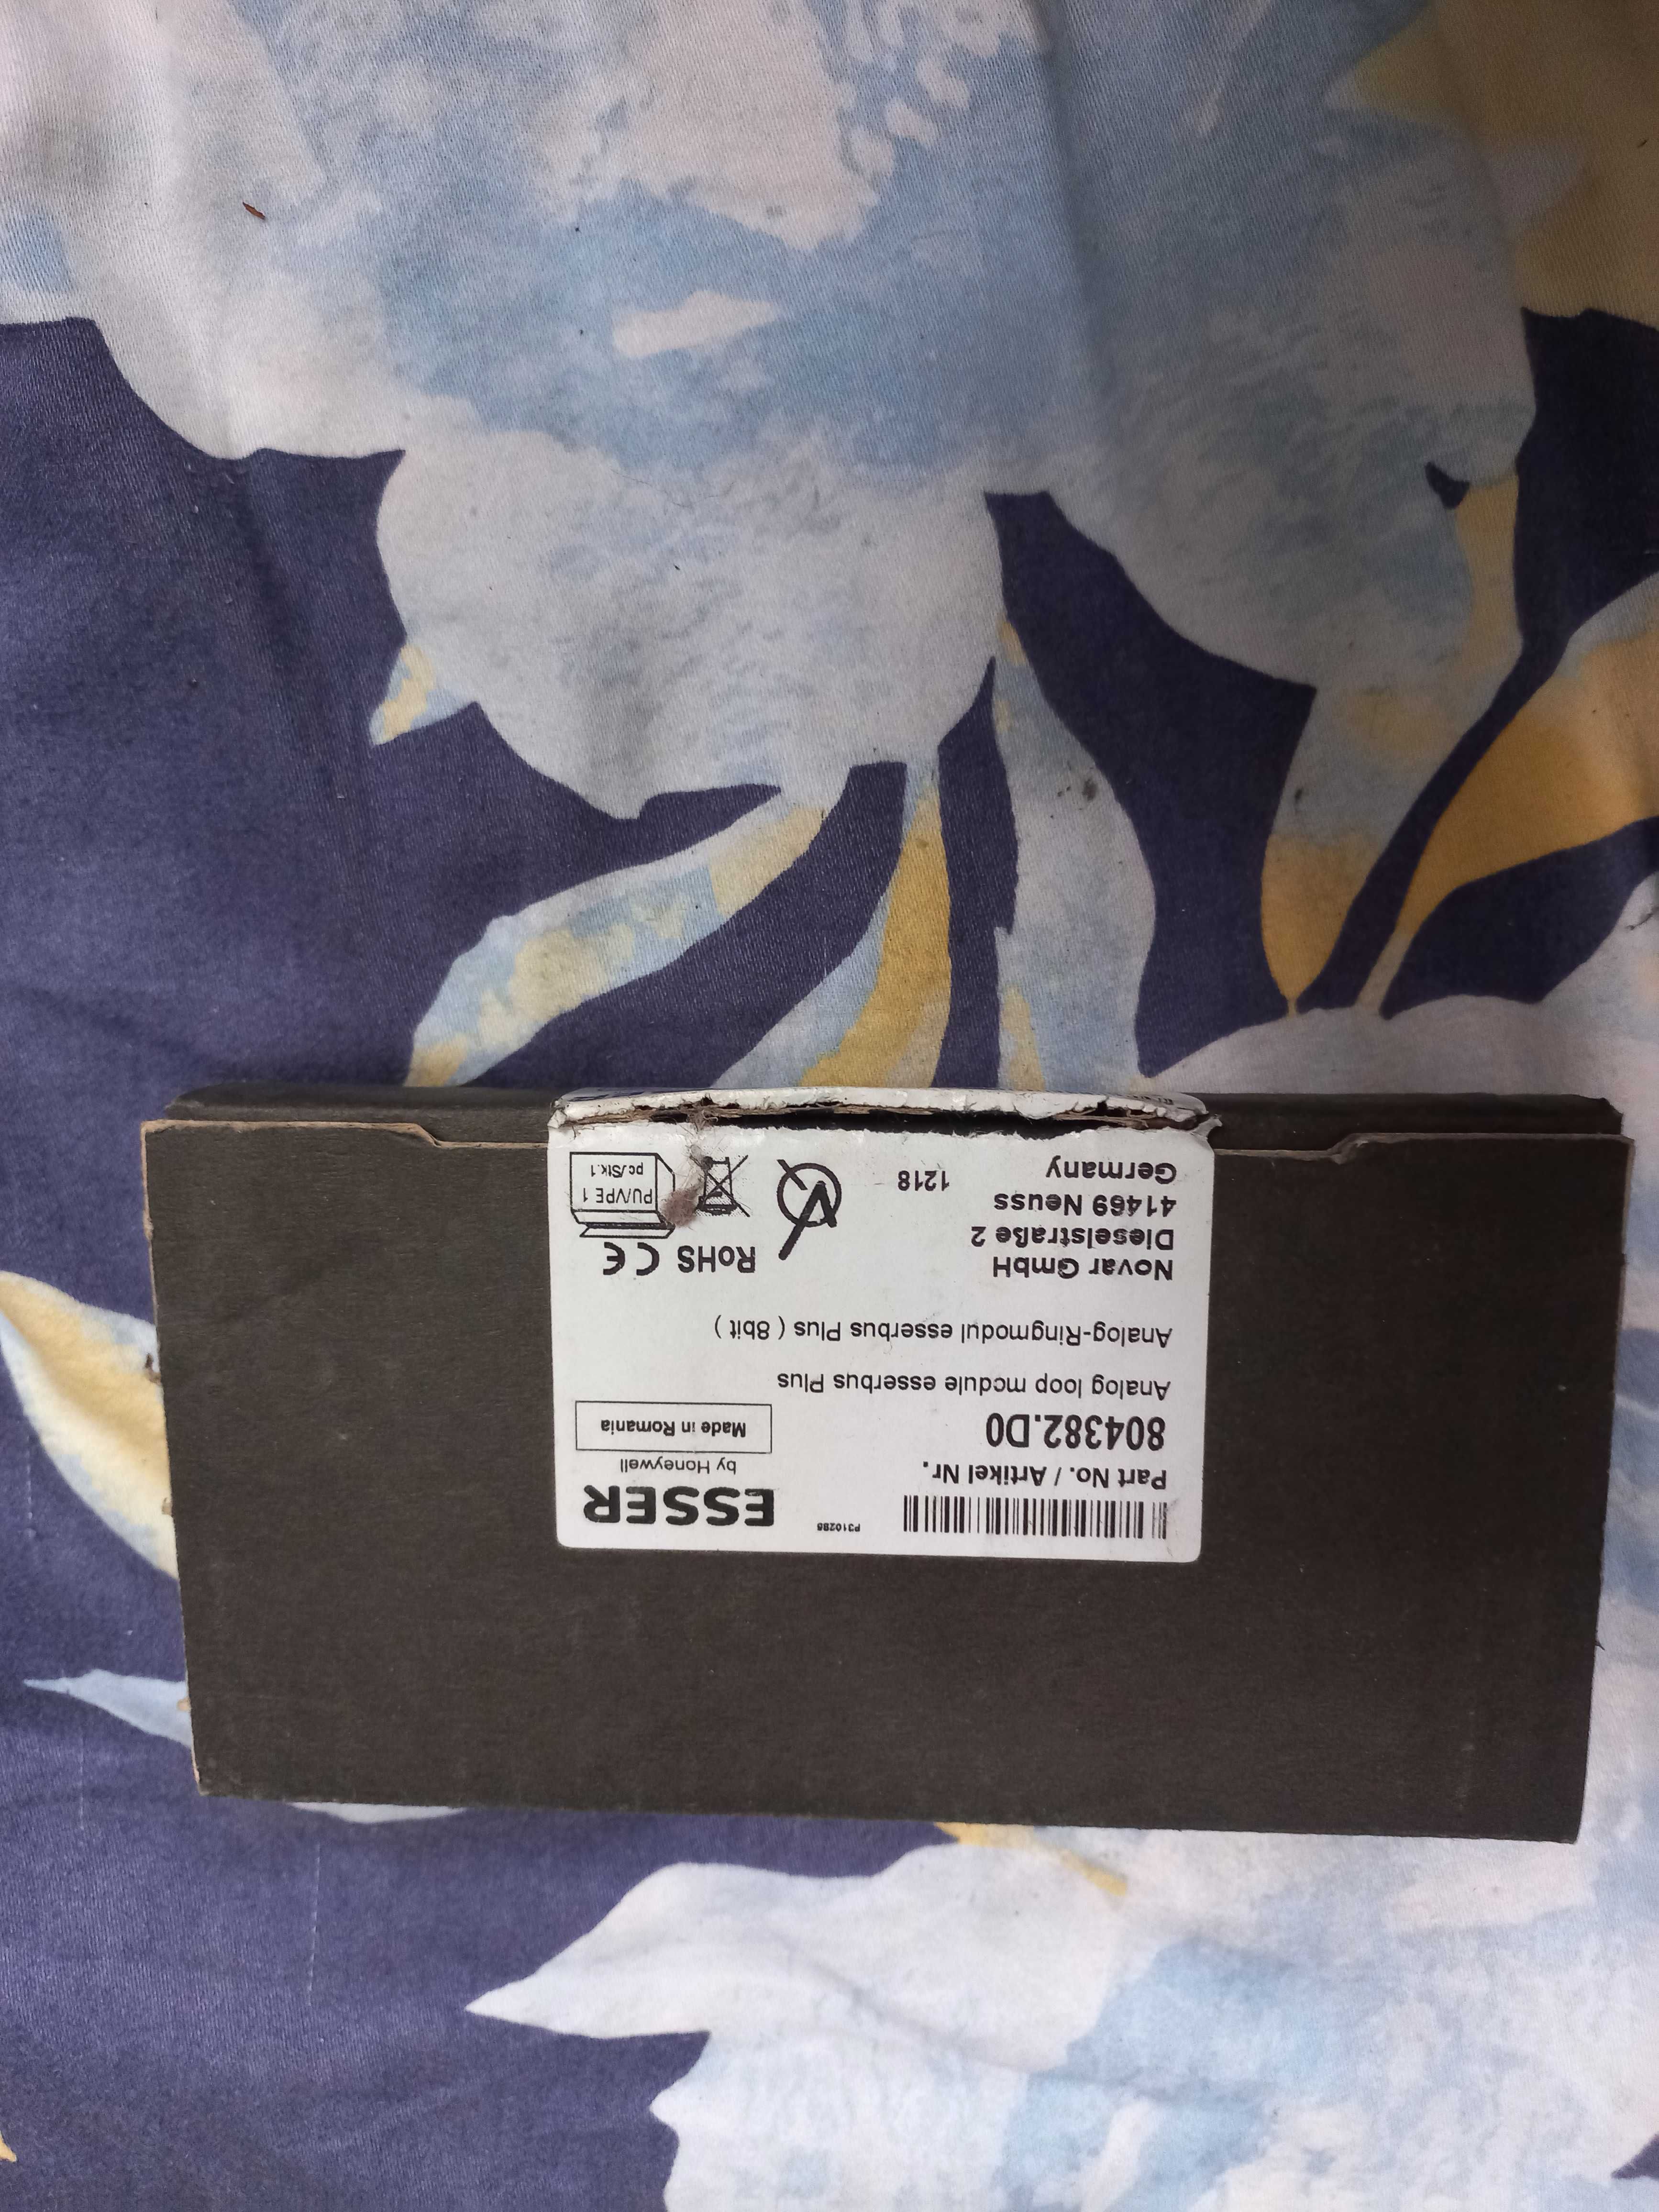 P310285
ESSER
by Honeywell
Made in Romania
Part No. / Artikel Nr.
804382.D0
Analog loop module esserbus Plus
Analog-Ringmodul esserbus Plus ( 8bit )
Novar GmbH
Dieselstraße 2
41469 Neuss
Germany
1218
RoHS CE
PU/VPE 1
pc./Stk.1